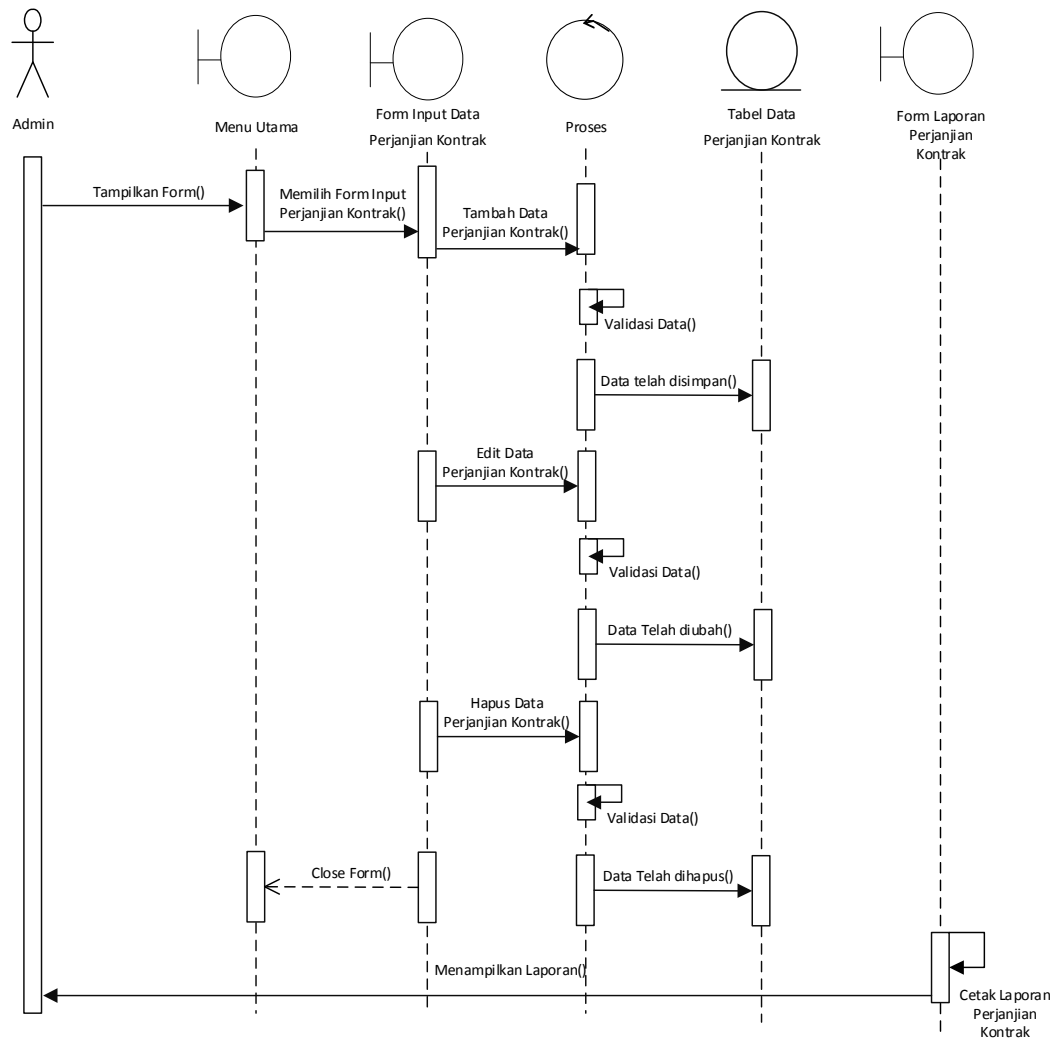 Admin
Menu Utama
Form Input Data
Perjanjian Kontrak
Proses
Tabel Data
Perjanjian Kontrak
Form Laporan
Perjanjian
Kontrak
Tampilkan Form()
Memilih Form Input
Perjanjian Kontrak()
Tambah Data
Perjanjian Kontrak()
Validasi Data()
Data telah disimpan()
Edit Data
Perjanjian Kontrak()
Validasi Data()
Data Telah diubah()
Hapus Data
Perjanjian Kontrak()
Validasi Data()
Close Form()
Data Telah dihapus()
Menampilkan Laporan()
Cetak Laporan
Perjanjian
Kontrak